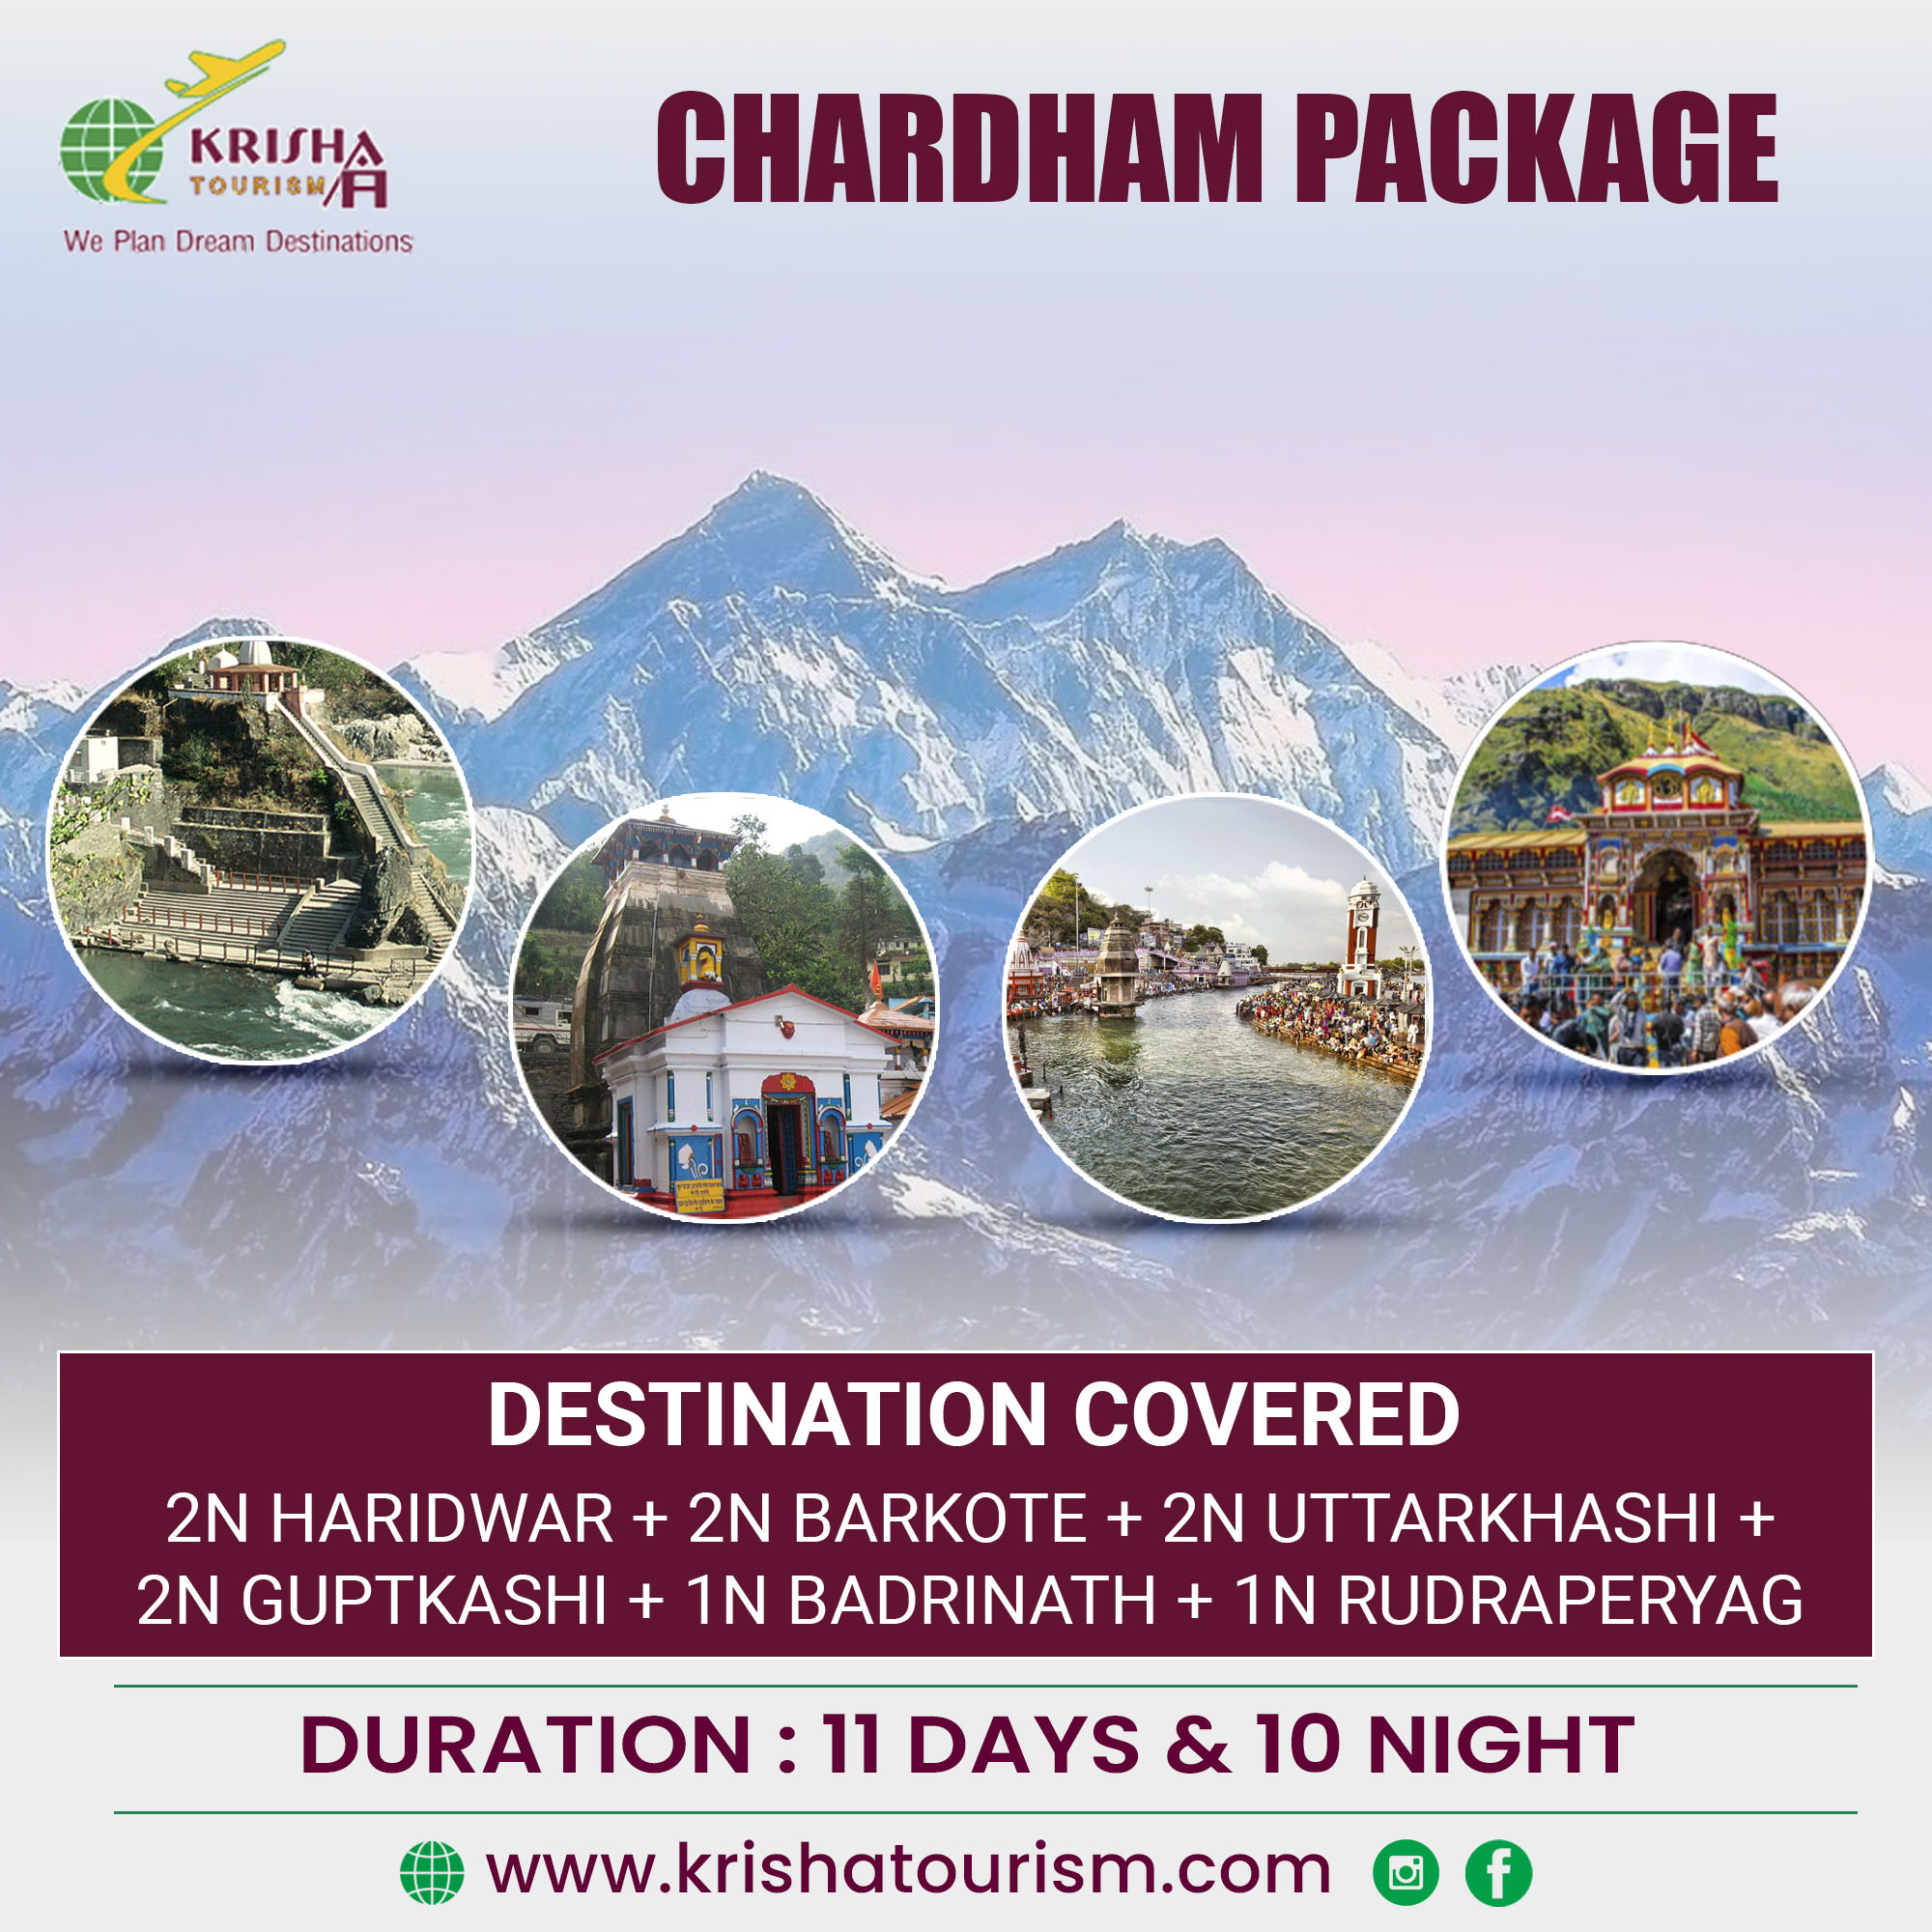 KRISHA
TOURISM
We Plan Dream Destinations
CHARDHAM PACKAGE
DESTINATION COVERED
2N HARIDWAR + 2N BARKOTE + 2N UTTARKHASHI +
2N GUPTKASHI + 1N BADRINATH + 1N RUDRAPERYAG
DURATION : 11 DAYS & 10 NIGHT
www.krishatourism.com